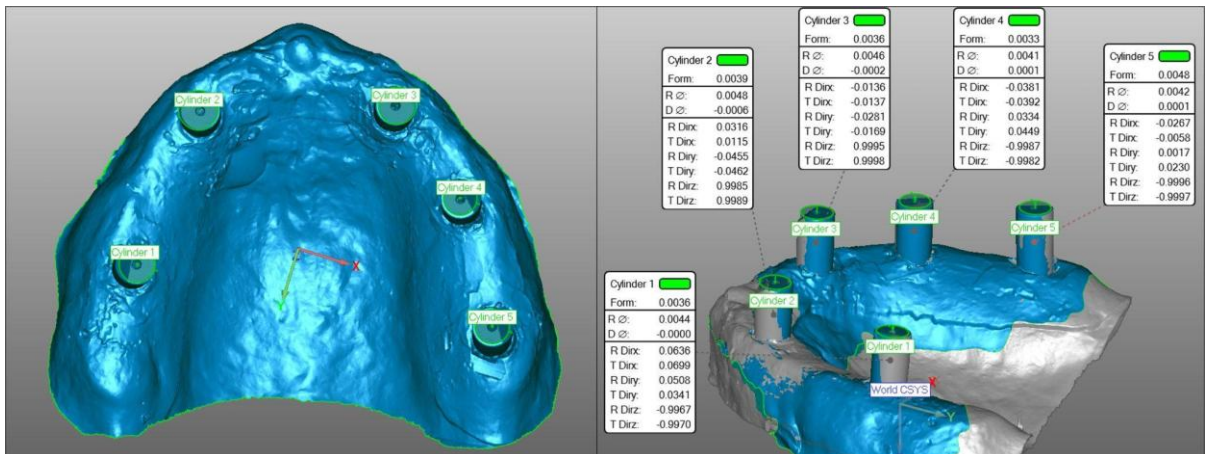 Cylinder 2
Cylinder 3
Cylinder 4
Cylinder 1
Cylinder 5
X
Y
Cylinder 2
Form: 0.0039
R Ø: 0.0048
D Ø: -0.0006
R Dirx: 0.0316
T Dirx: 0.0115
R Diry: -0.0455
T Diry: -0.0462
R Dirz: 0.9985
T Dirz: 0.9989
Cylinder 3
Form: 0.0036
R Ø: 0.0046
D Ø: -0.0002
R Dirx: -0.0136
T Dirx: -0.0137
R Diry: -0.0281
T Diry: -0.0169
R Dirz: 0.9995
T Dirz: 0.9998
Cylinder 4
Form: 0.0033
R Ø: 0.0041
D Ø: 0.0001
R Dirx: -0.0381
T Dirx: -0.0392
R Diry: 0.0334
T Diry: 0.0449
R Dirz: -0.9987
T Dirz: -0.9982
Cylinder 5
Form: 0.0048
R Ø: 0.0042
D Ø: 0.0001
R Dirx: -0.0267
T Dirx: -0.0058
R Diry: 0.0017
T Diry: 0.0230
R Dirz: -0.9996
T Dirz: -0.9997
Cylinder 1
Form: 0.0036
R Ø: 0.0044
D Ø: -0.0000
R Dirx: 0.0636
T Dirx: 0.0699
R Diry: 0.0508
T Diry: 0.0341
R Dirz: -0.9967
T Dirz: -0.9970
Cylinder 3
Cylinder 4
Cylinder 5
Cylinder 2
Cylinder 1
World CSYS
X
Y